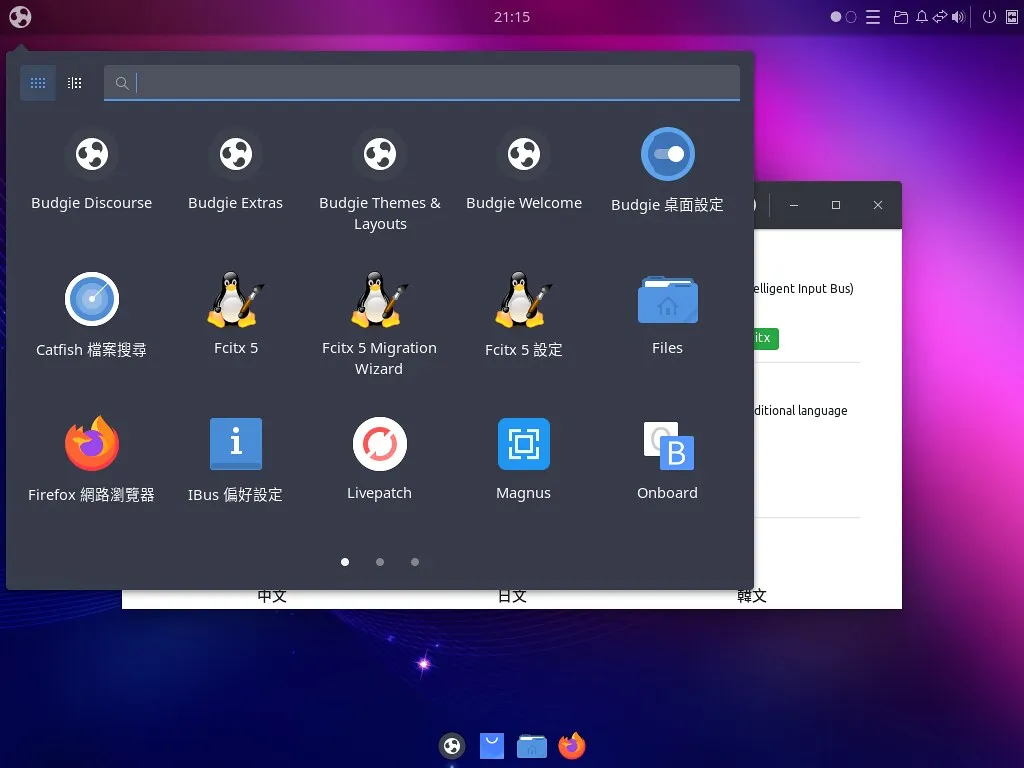 21:15
Budgie Discourse
Budgie Extras
Budgie Themes &
Layouts
Budgie Welcome
Budgie 桌面設定
elligent Input Bus)
Catfish 檔案搜尋
Fcitx 5
Fcitx 5 Migration
Wizard
Fcitx 5 設定
Files
itx
ditional language
Firefox 網路瀏覽器
IBus 偏好設定
Livepatch
Magnus
Onboard
中文
日文
韓文